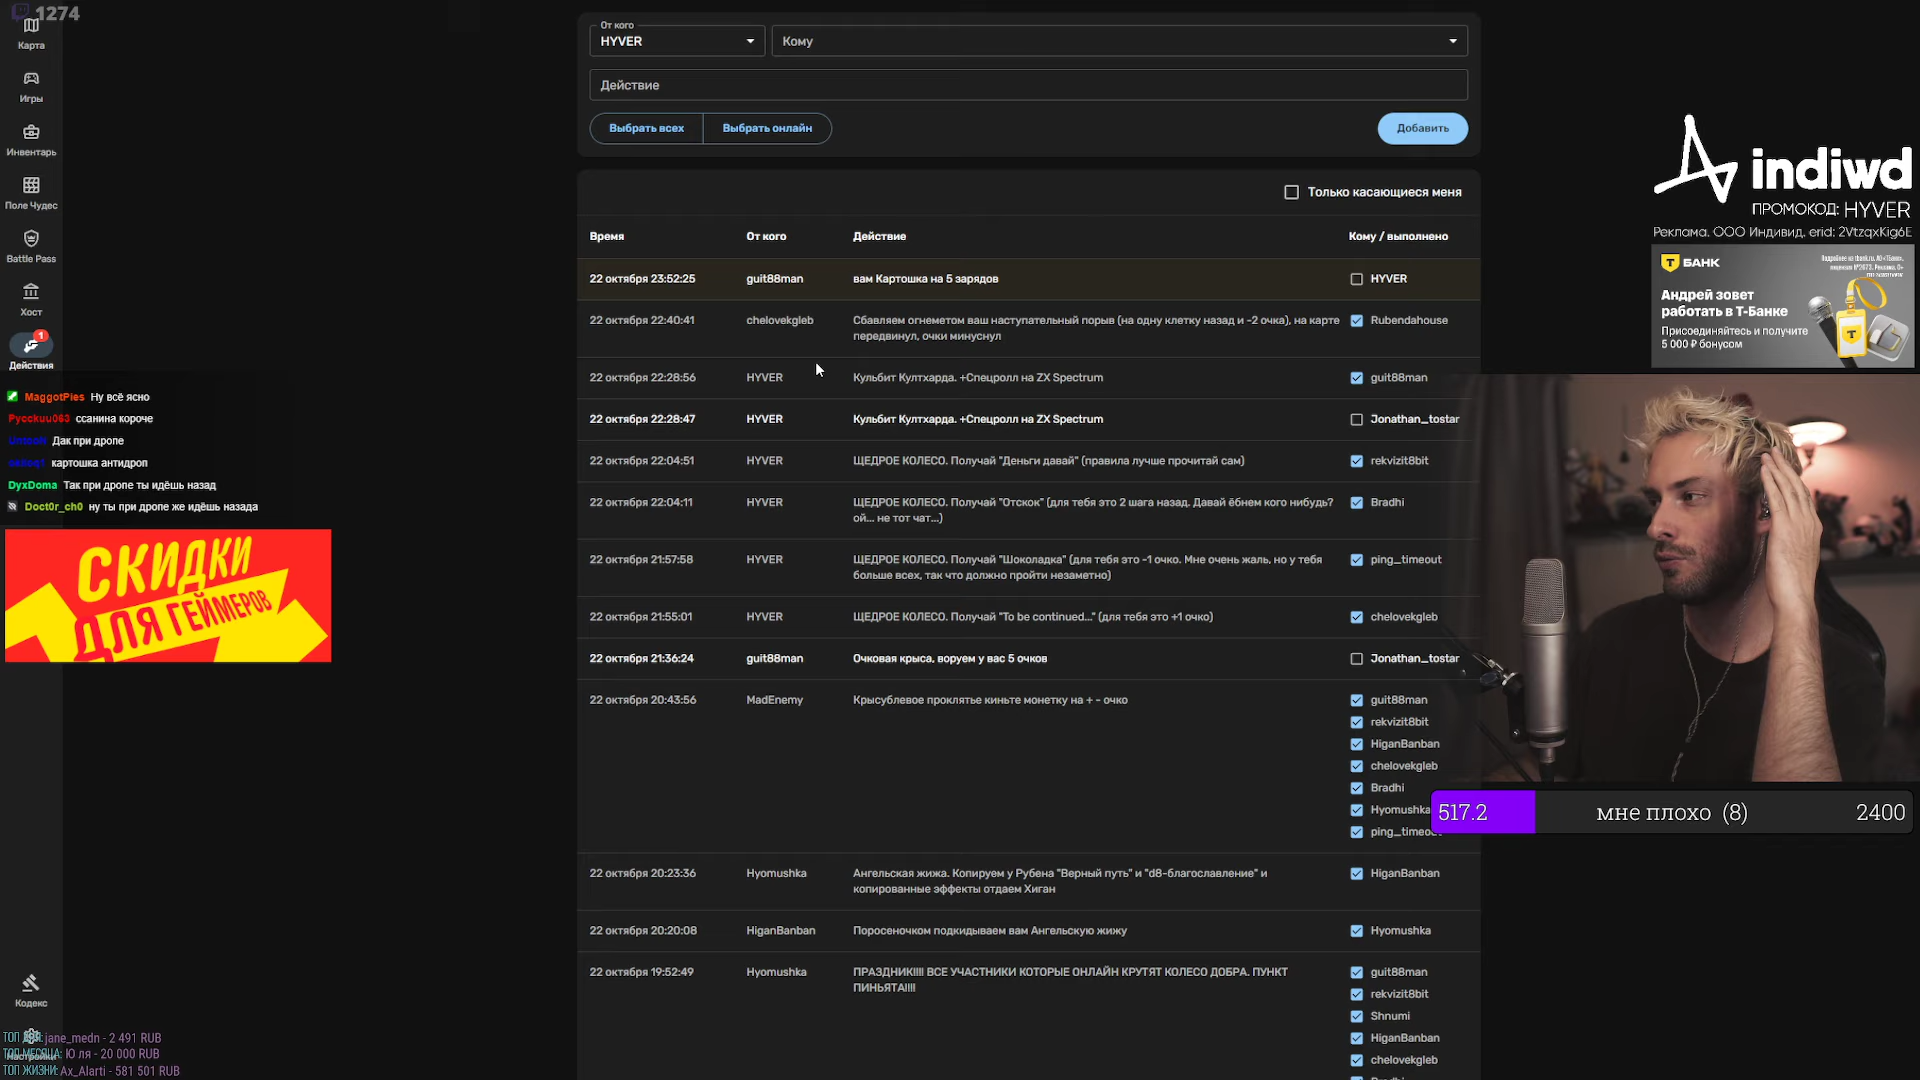 1274
Карта
Игры
Инвентарь
Поле Чудес
Battle Pass
Хост
1
Действия
От кого
HYVER
Кому
Действие
Выбрать всех
Выбрать онлайн
Добавить
Только касающиеся меня
Время
От кого
Действие
Кому / выполнено
22 октября 23:52:25
guit88man
вам Картошка на 5 зарядов
HYVER
22 октября 22:40:41
chelovekgleb
Сбавляем огнеметом ваш наступательный порыв (на одну клетку назад и -2 очка), на карте
передвинул, очки минуснул
Rubendahouse
22 октября 22:28:56
HYVER
Кульбит Култхарда. +Спецролл на ZX Spectrum
guit88man
22 октября 22:28:47
HYVER
Кульбит Култхарда. +Спецролл на ZX Spectrum
Jonathan_tostar
22 октября 22:04:51
HYVER
ЩЕДРОЕ КОЛЕСО. Получай "Деньги давай" (правила лучше прочитай сам)
rekvizit8bit
22 октября 22:04:11
HYVER
ЩЕДРОЕ КОЛЕСО. Получай "Отскок" (для тебя это 2 шага назад. Давай ёбнем кого нибудь?
ой... не тот чат...)
Bradhi
22 октября 21:57:58
HYVER
ЩЕДРОЕ КОЛЕСО. Получай "Шоколадка" (для тебя это -1 очко. Мне очень жаль, но у тебя
больше всех, так что должно пройти незаметно)
ping_timeout
22 октября 21:55:01
HYVER
ЩЕДРОЕ КОЛЕСО. Получай "To be continued..." (для тебя это +1 очко)
chelovekgleb
22 октября 21:36:24
guit88man
Очковая крыса, воруем у вас 5 очков
Jonathan_tostar
22 октября 20:43:56
MadEnemy
Крысублевое проклятье киньте монетку на + - очко
guit88man
rekvizit8bit
HiganBanban
chelovekgleb
Bradhi
Hyomushka
22 октября 20:23:36
Hyomushka
Ангельская жижа. Копируем у Рубена "Верный путь" и "d8-благославление" и
копированные эффекты отдаем Хиган
HiganBanban
22 октября 20:20:08
HiganBanban
Поросеночком подкидываем вам Ангельскую жижу
Hyomushka
22 октября 19:52:49
Hyomushka
ПРАЗДНИК!!!! ВСЕ УЧАСТНИКИ КОТОРЫЕ ОНЛАЙН КРУТЯТ КОЛЕСО ДОБРА. ПУНКТ
ПИНЬЯТА!!!!
guit88man
rekvizit8bit
Shnumi
HiganBanban
chelovekgleb
MaggotPies Ну всё ясно
Pycckuu063 ссанина короче
Дак при дропе
картошка антидроп
DyxDoma Так при дропе ты идёшь назад
Doct0r_ch0 ну ты при дропе же идёшь назада
СКИДКИ
ДЛЯ ГЕЙМЕРОВ
Кодекс
Настройки
ТОП ДНЯ: jane_medn - 2 491 RUB
ТОП МЕСЯЦА: Ю ля - 20 000 RUB
ТОП ЖИЗНИ: Ax_Alarti - 581 501 RUB
indiwd
ПРОМОКОД: HYVER
Реклама. ООО Индивид. erid: 2VtzqxKig6E
Т БАНК
Андрей зовет
работать в Т-Банке
Присоединяйтесь и получите
5 000 ₽ бонусом
517.2
мне плохо (8)
2400